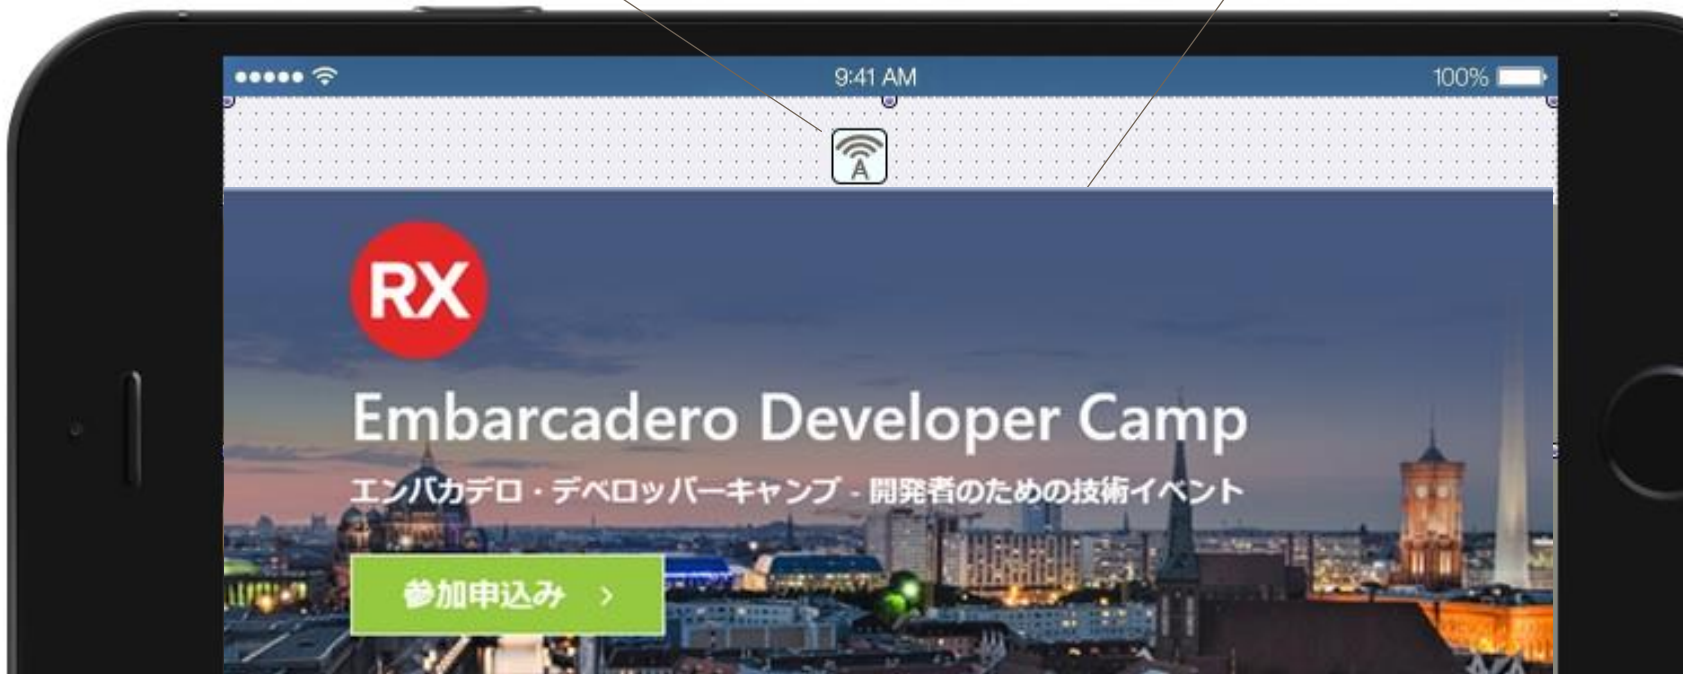 9:41 AM
100%
A
RX
Embarcadero Developer Camp
エンバカデロ・デベロッパーキャンプ - 開発者のための技術イベント
参加申込み >